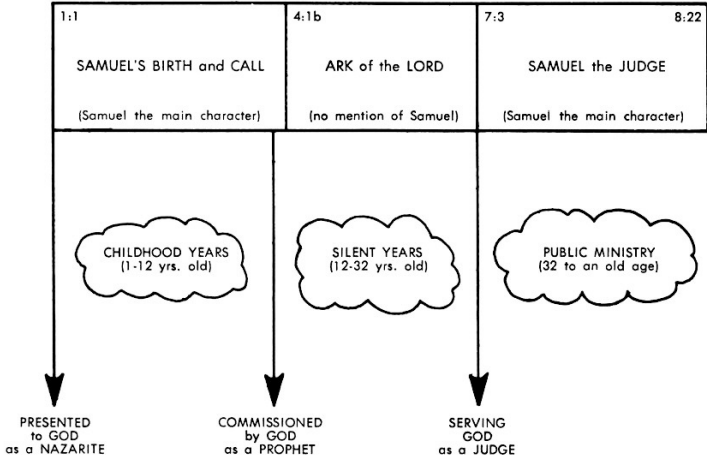 1:1
4:1b
7:3
8:22
SAMUEL'S BIRTH and CALL
ARK of the LORD
SAMUEL the JUDGE
(Samuel the main character)
(no mention of Samuel)
(Samuel the main character)
CHILDHOOD YEARS
(1-12 yrs. old)
SILENT YEARS
(12-32 yrs. old)
PUBLIC MINISTRY
(32 to an old age)
PRESENTED
to GOD
as a NAZARITE
COMMISSIONED
by GOD
as a PROPHET
SERVING
GOD
as a JUDGE